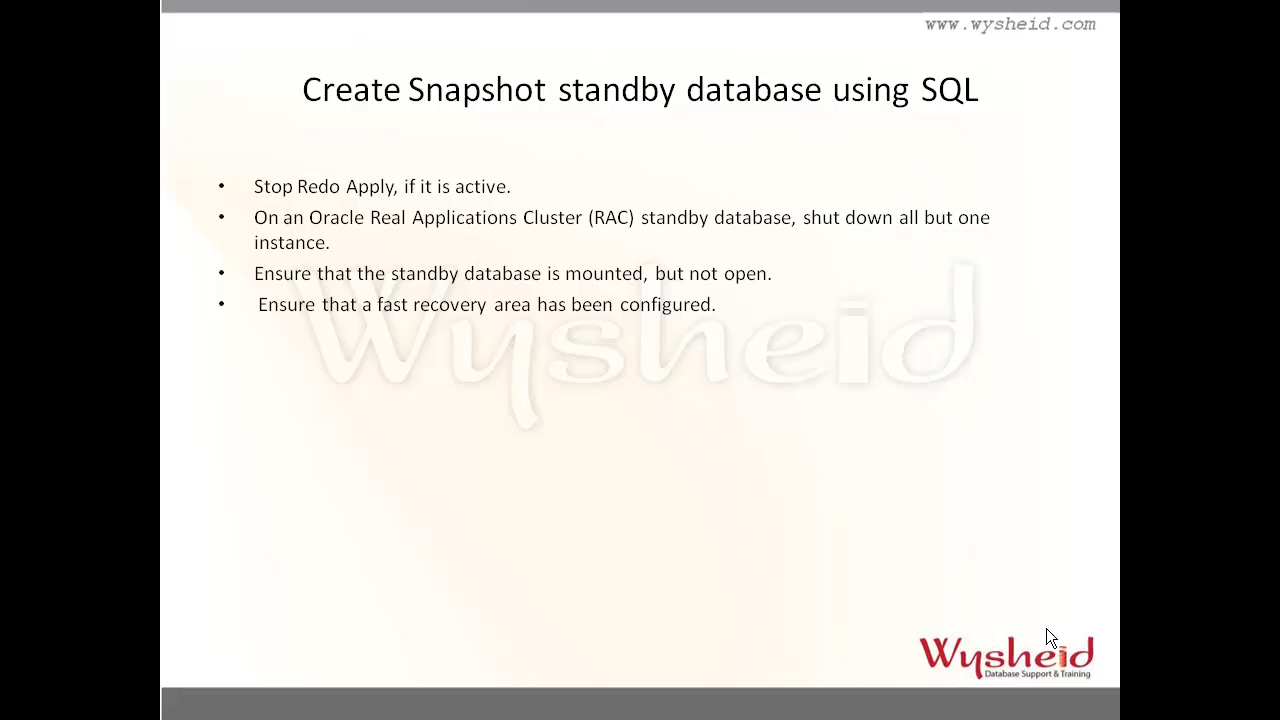 www.wysheid.com
Create Snapshot standby database using SQL
• Stop Redo Apply, if it is active.
• On an Oracle Real Applications Cluster (RAC) standby database, shut down all but one
instance.
• Ensure that the standby database is mounted, but not open.
• Ensure that a fast recovery area has been configured.
Wysheid
Wysheid
Database Support & Training